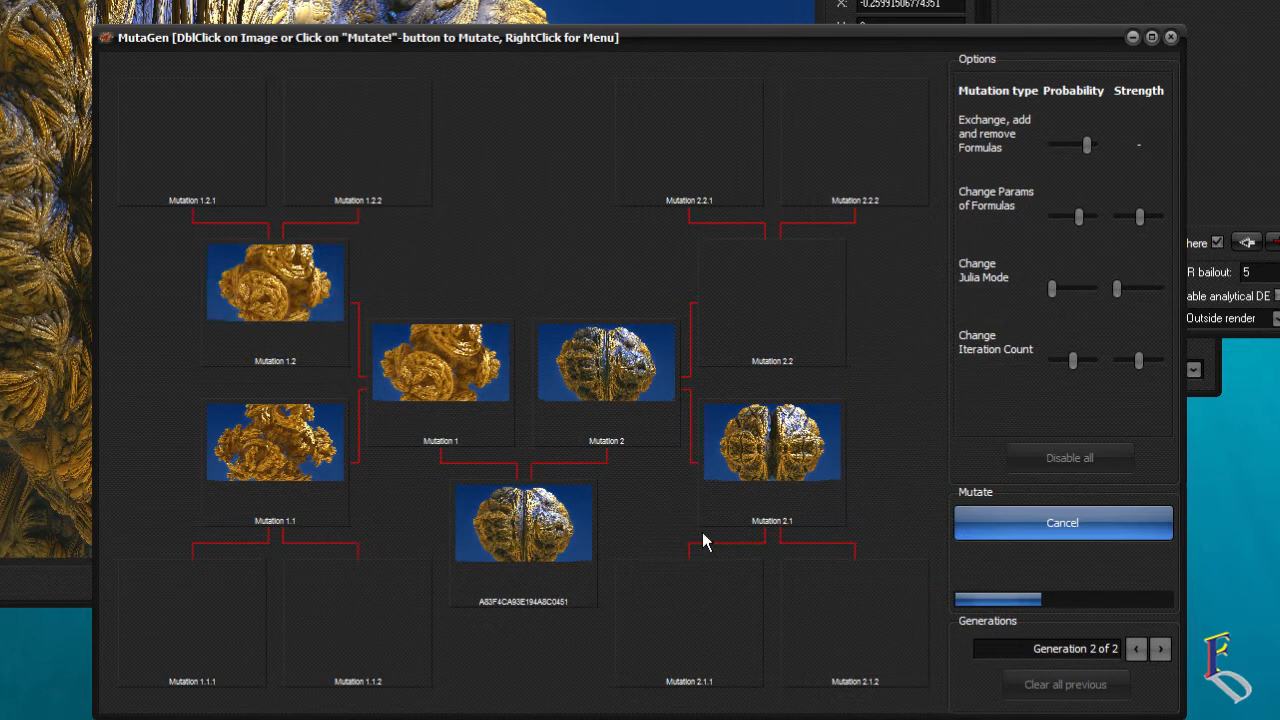 X: -0.25991506774351
MutaGen [DblClick on Image or Click on "Mutate!"-button to Mutate, RightClick for Menu]
Options
Mutation type Probability Strength
Exchange, add
and remove
Formulas
-
Change Params
of Formulas
Change
Julia Mode
Change
Iteration Count
Disable all
Mutate
Cancel
Generations
Generation 2 of 2
Clear all previous
Mutation 1.2.1
Mutation 1.2.2
Mutation 2.2.1
Mutation 2.2.2
Mutation 1.2
Mutation 2.2
Mutation 1
Mutation 2
Mutation 1.1
Mutation 2.1
A83F4CA93E194A8C0451
Mutation 1.1.1
Mutation 1.1.2
Mutation 2.1.1
Mutation 2.1.2
here
R bailout: 5
able analytical DE
Outside render